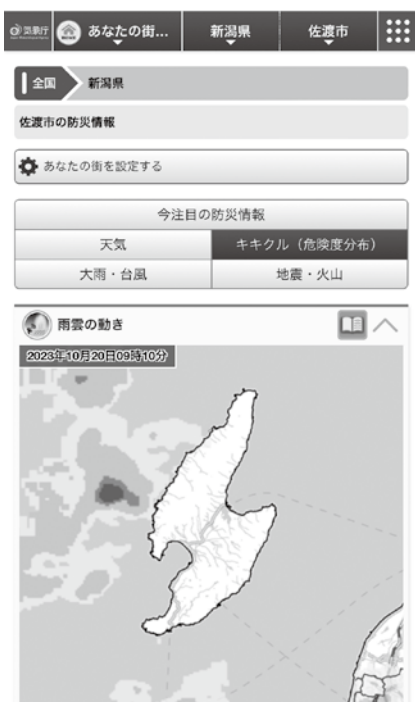 気象庁 あなたの街... 新潟県 佐渡市
全国 新潟県
佐渡市の防災情報
あなたの街を設定する
今注目の防災情報
天気 キキクル（危険度分布）
大雨・台風 地震・火山
雨雲の動き
2023年10月20日09時10分